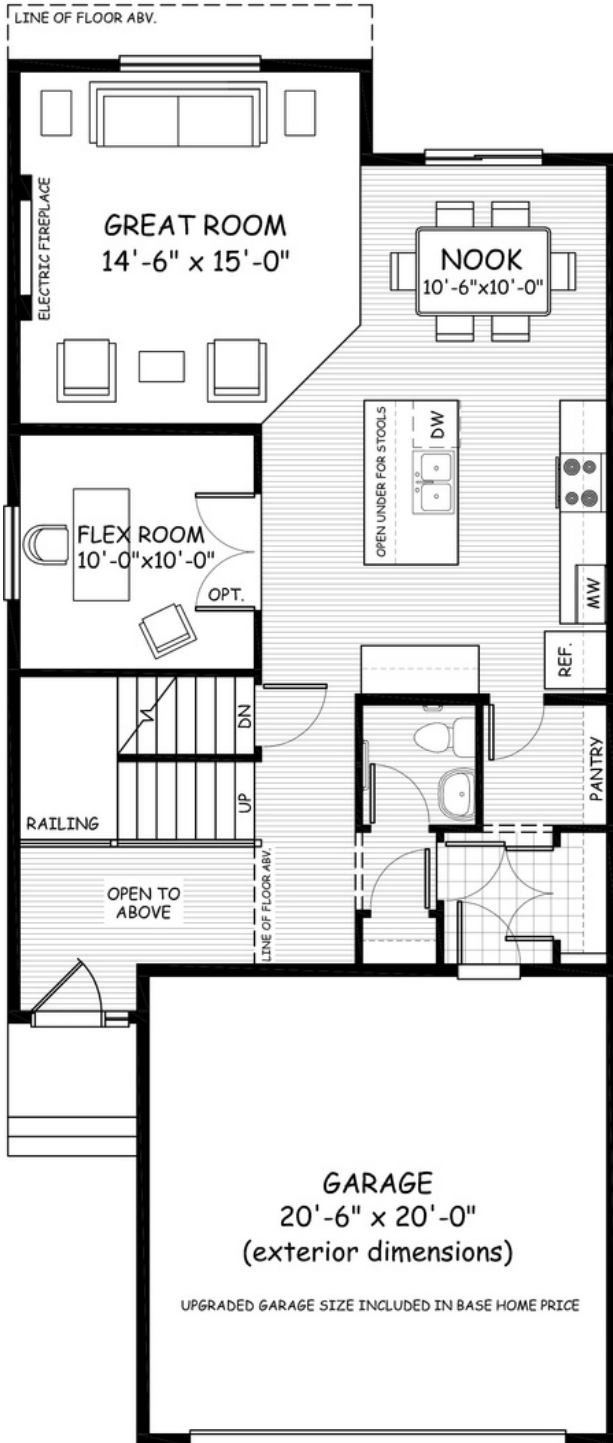 LINE OF FLOOR ABV.
ELECTRIC FIREPLACE
GREAT ROOM
14'-6" x 15'-0"
NOOK
10'-6"x10'-0"
OPEN UNDER FOR STOOLS
DW
FLEX ROOM
10'-0"x10'-0"
OPT.
MW
REF.
DN
UP
PANTRY
RAILING
OPEN TO
ABOVE
LINE OF FLOOR ABV.
GARAGE
20'-6" x 20'-0"
(exterior dimensions)
UPGRADED GARAGE SIZE INCLUDED IN BASE HOME PRICE